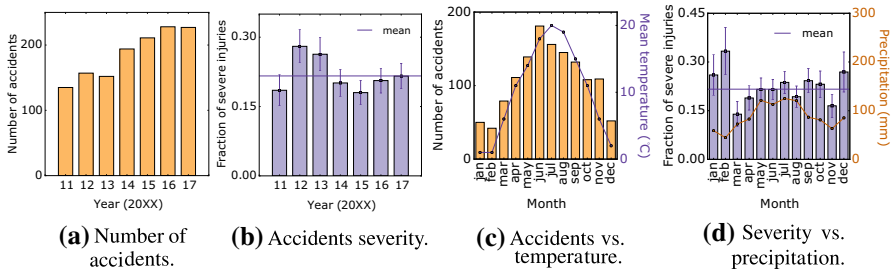 200
100
0
Number of accidents
11 12 13 14 15 16 17
Year (20XX)
(a) Number of
accidents.
mean
0.30
0.15
0.00
Fraction of severe injuries
11 12 13 14 15 16 17
Year (20XX)
(b) Accidents severity.
200
100
0
Number of accidents
20
10
0
Mean temperature (°C)
jan feb mar apr may jun jul aug sep oct nov dec
Month
(c) Accidents vs.
temperature.
mean
0.45
0.30
0.15
0.00
Fraction of severe injuries
300
200
100
0
Precipitation (mm)
jan feb mar apr may jun jul aug sep oct nov dec
Month
(d) Severity vs.
precipitation.